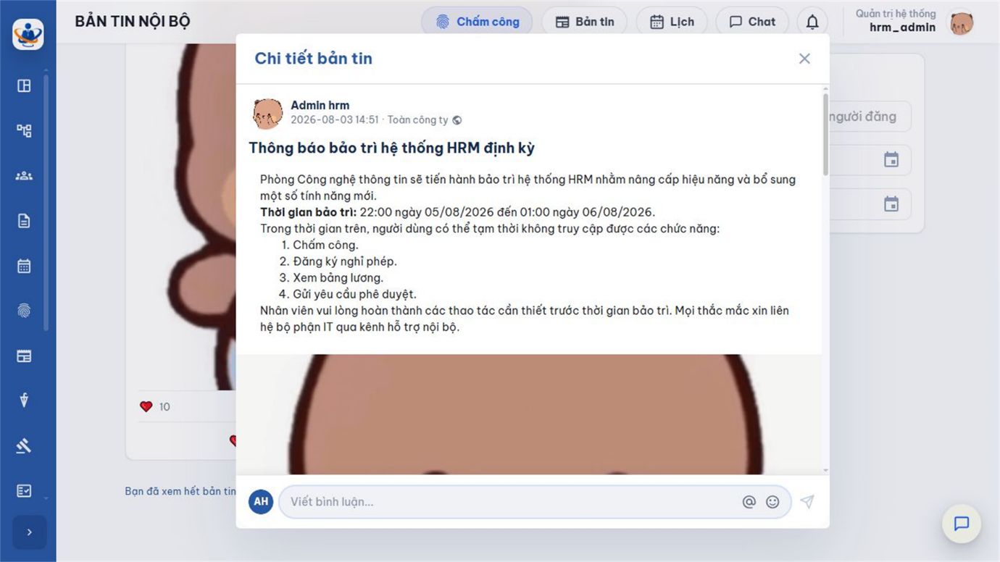 BẢN TIN NỘI BỘ
Chấm công
Bản tin
Lịch
Chat
Quản trị hệ thống
hrm_admin
Chi tiết bản tin
Admin hrm
2026-08-03 14:51 · Toàn công ty
Thông báo bảo trì hệ thống HRM định kỳ
Phòng Công nghệ thông tin sẽ tiến hành bảo trì hệ thống HRM nhằm nâng cấp hiệu năng và bổ sung
một số tính năng mới.
Thời gian bảo trì: 22:00 ngày 05/08/2026 đến 01:00 ngày 06/08/2026.
Trong thời gian trên, người dùng có thể tạm thời không truy cập được các chức năng:
1. Chấm công.
2. Đăng ký nghỉ phép.
3. Xem bảng lương.
4. Gửi yêu cầu phê duyệt.
Nhân viên vui lòng hoàn thành các thao tác cần thiết trước thời gian bảo trì. Mọi thắc mắc xin liên
hệ bộ phận IT qua kênh hỗ trợ nội bộ.
người đăng
10
Bạn đã xem hết bản tin
AH
Viết bình luận...